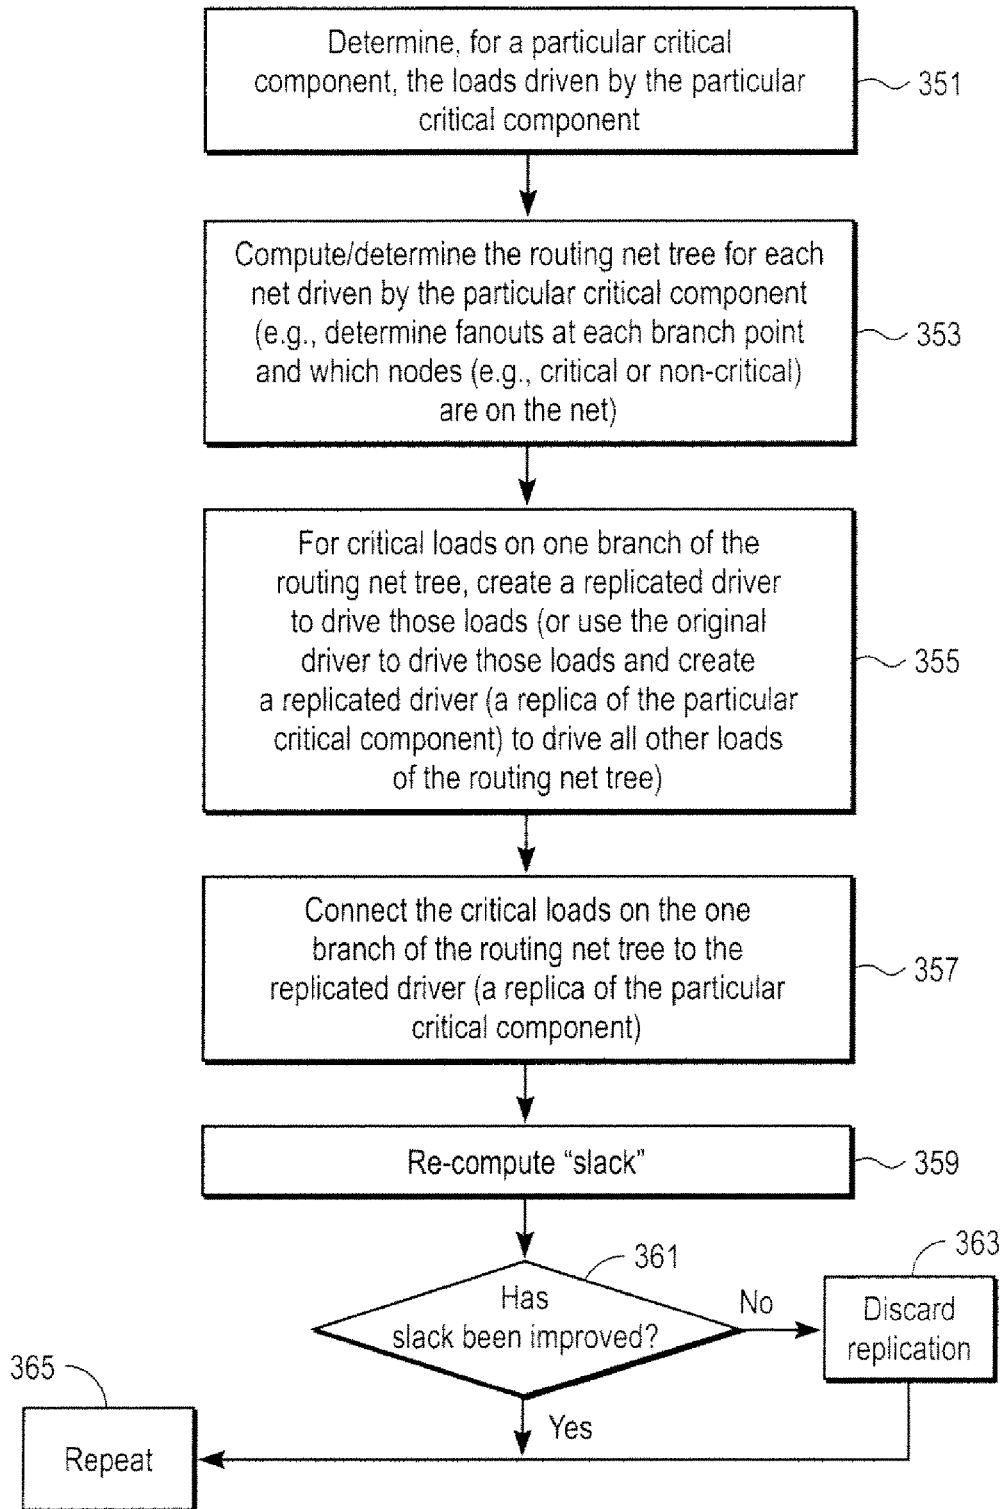 Determine, for a particular critical
component, the loads driven by the particular
critical component
351
Compute/determine the routing net tree for each
net driven by the particular critical component
(e.g., determine fanouts at each branch point
and which nodes (e.g., critical or non-critical)
are on the net)
353
For critical loads on one branch of the
routing net tree, create a replicated driver
to drive those loads (or use the original
driver to drive those loads and create
a replicated driver (a replica of the particular
critical component) to drive all other loads
of the routing net tree)
355
Connect the critical loads on the one
branch of the routing net tree to the
replicated driver (a replica of the particular
critical component)
357
Re-compute “slack”
359
361
Has
slack been improved?
No
363
Discard
replication
Yes
365
Repeat